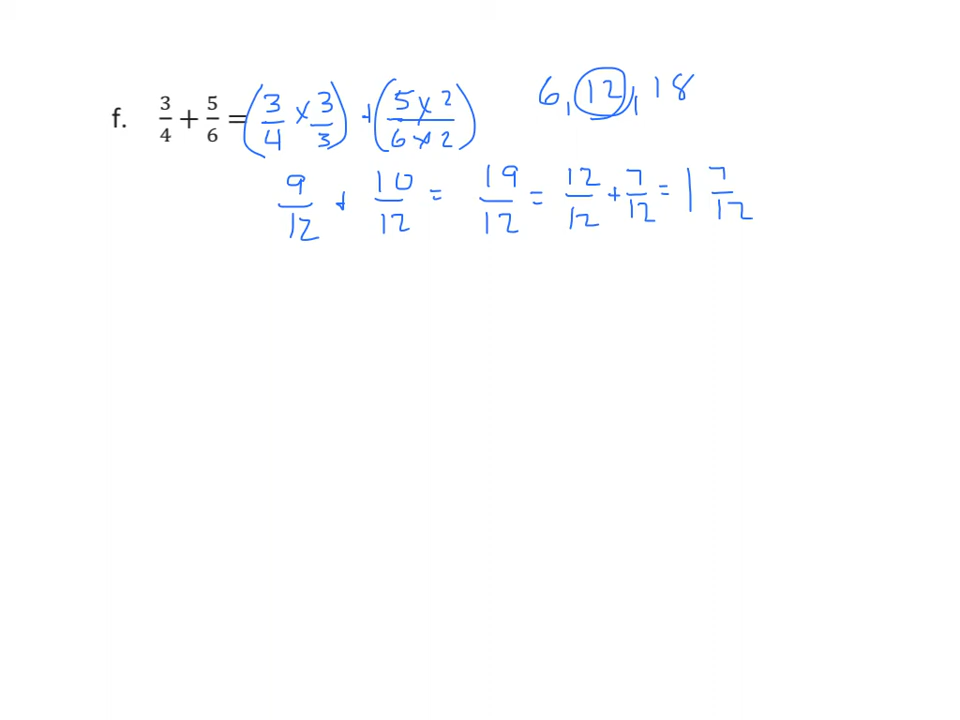 f. 3/4 + 5/6 = (3/4 x 3/3) + (5 x 2/6 x 2) 6, 12, 18
9/12 + 10/12 = 19/12 = 12/12 + 7/12 = 1 7/12